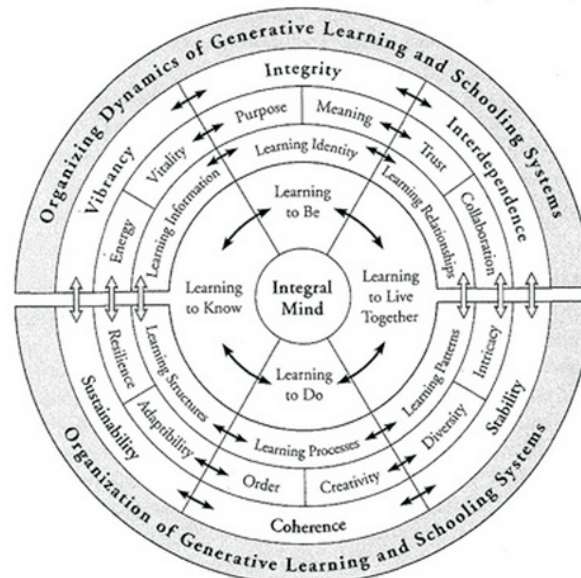 Organizing Dynamics of Generative Learning and Schooling Systems
Integrity
Vibrancy
Interdependence
Purpose
Meaning
Vitality
Trust
Energy
Collaboration
Learning Identity
Learning Information
Learning Relationships
Learning
to Be
Learning
to Know
Integral
Mind
Learning
to Live
Together
Learning
to Do
Learning Structures
Learning Patterns
Learning Processes
Resilience
Intricacy
Adaptibility
Diversity
Order
Creativity
Sustainability
Stability
Coherence
Organization of Generative Learning and Schooling Systems